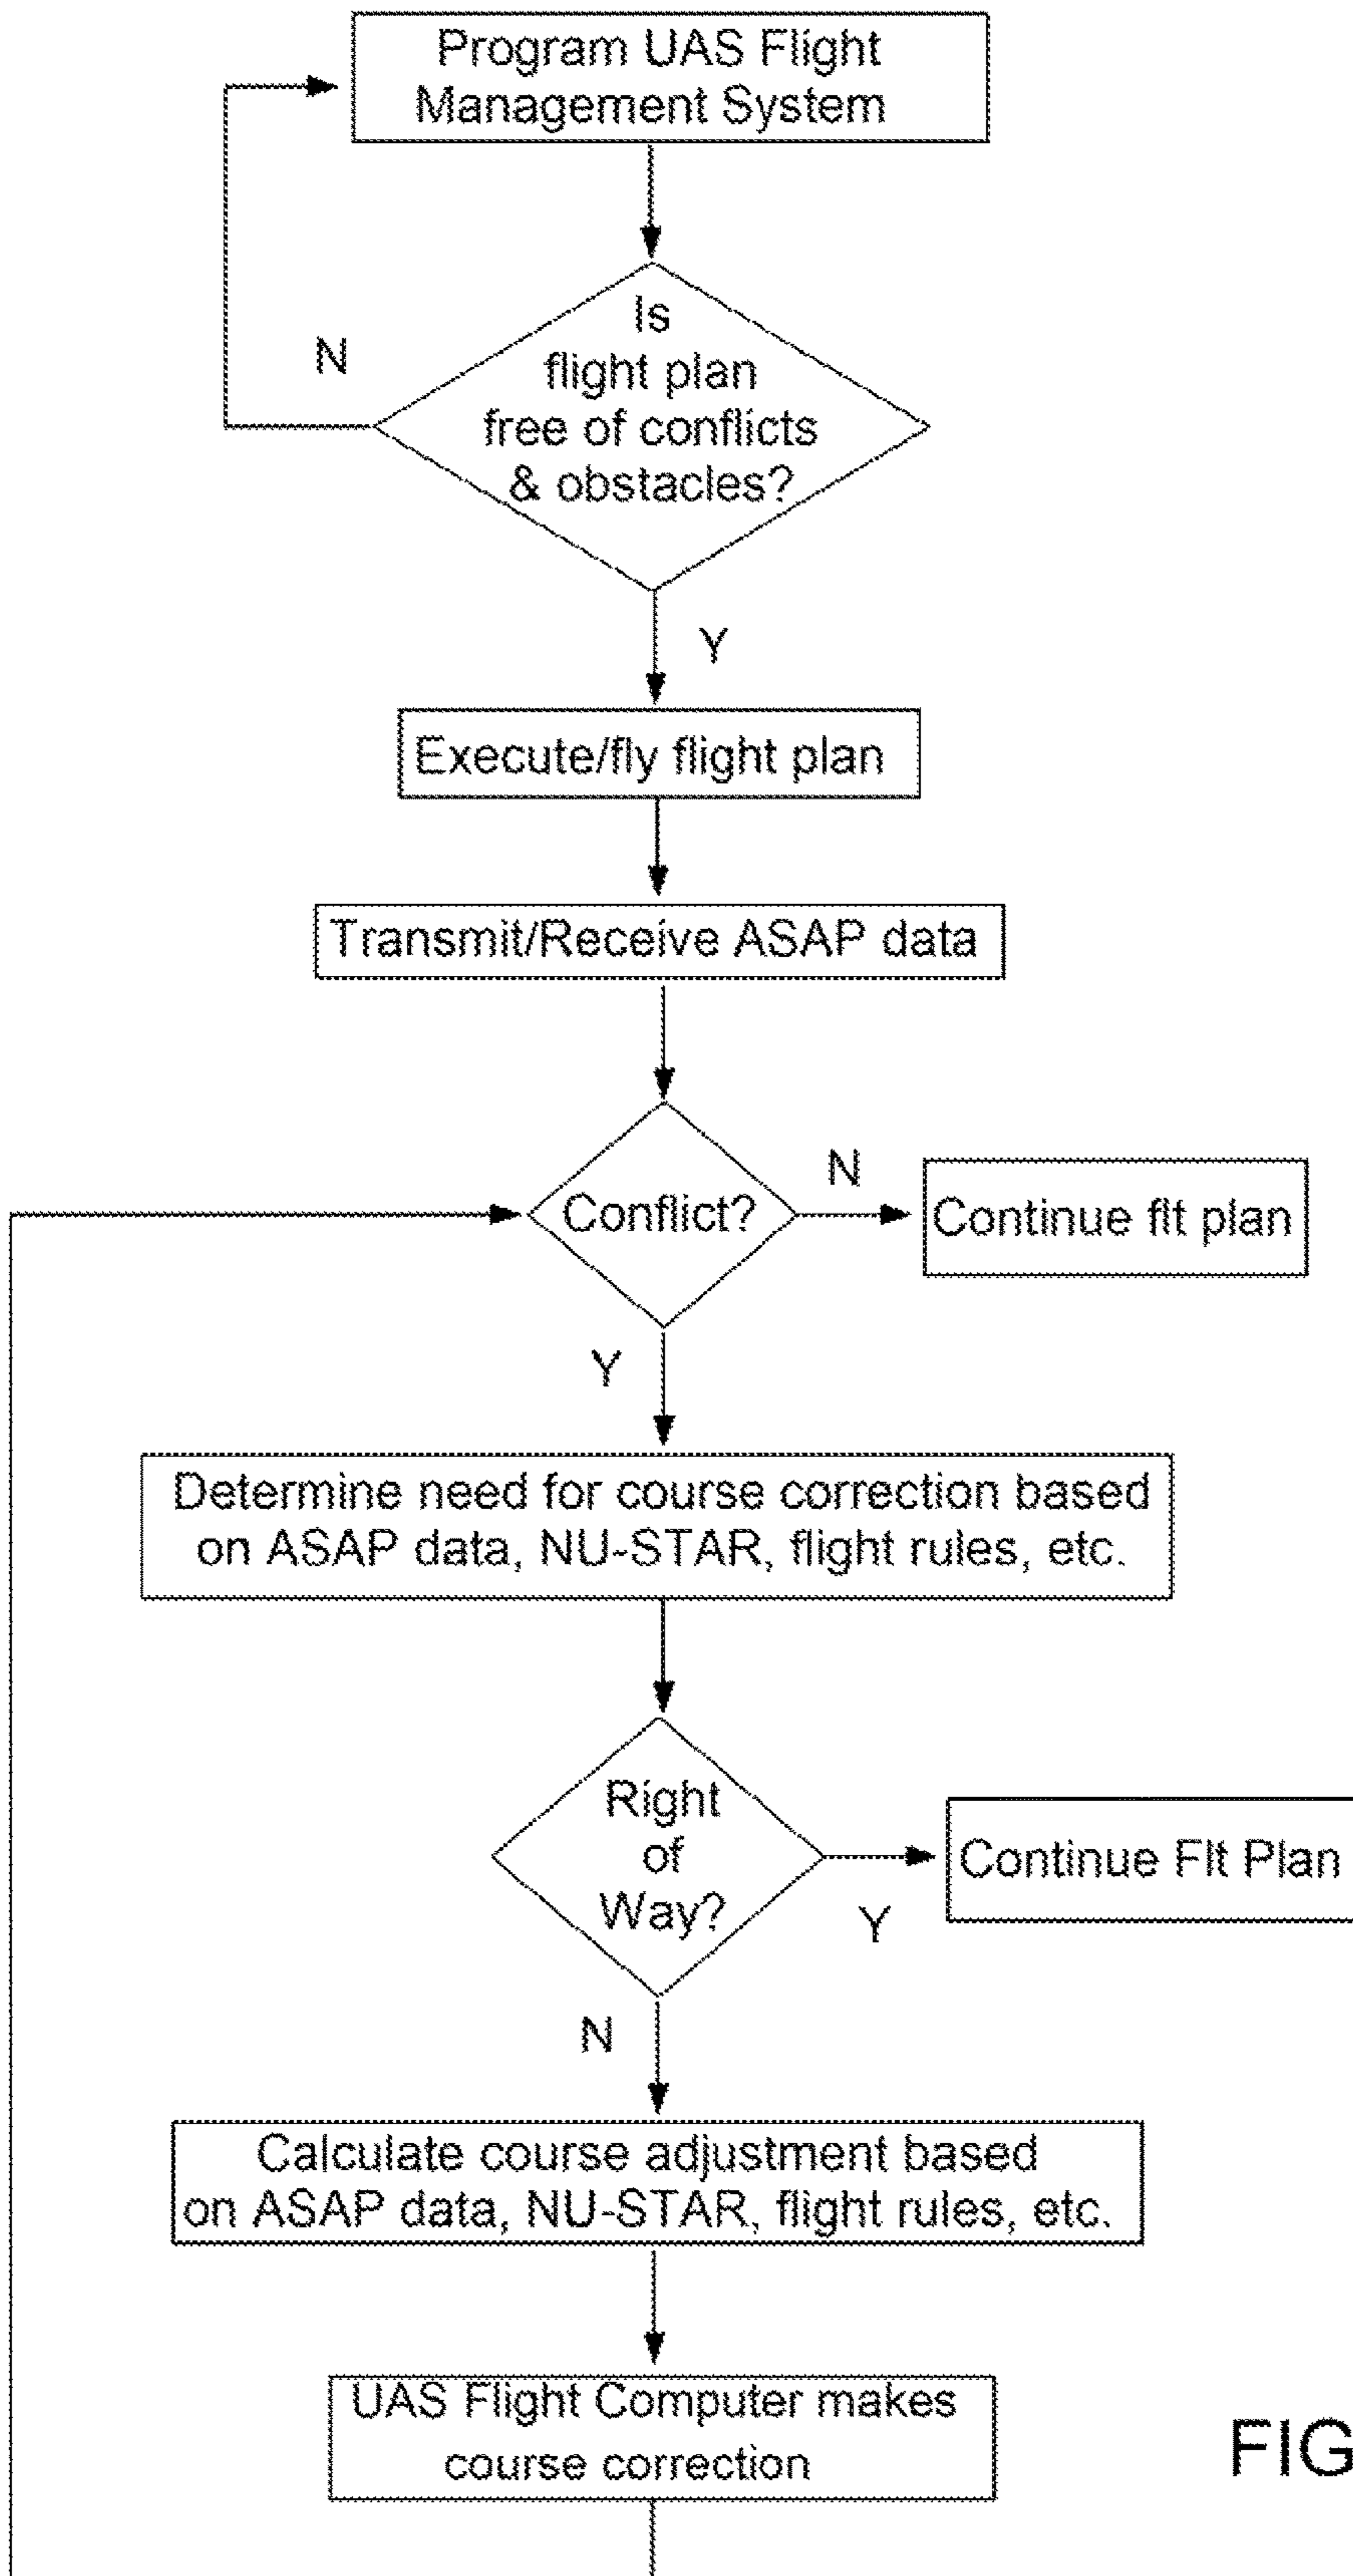 Program UAS Flight
Management System
Is
flight plan
free of conflicts
& obstacles?
N
Y
Execute/fly flight plan
Transmit/Receive ASAP data
Conflict?
N
Continue flt plan
Y
Determine need for course correction based
on ASAP data, NU-STAR, flight rules, etc.
Right
of
Way?
Y
Continue Flt Plan
N
Calculate course adjustment based
on ASAP data, NU-STAR, flight rules, etc.
UAS Flight Computer makes
course correction
FIG